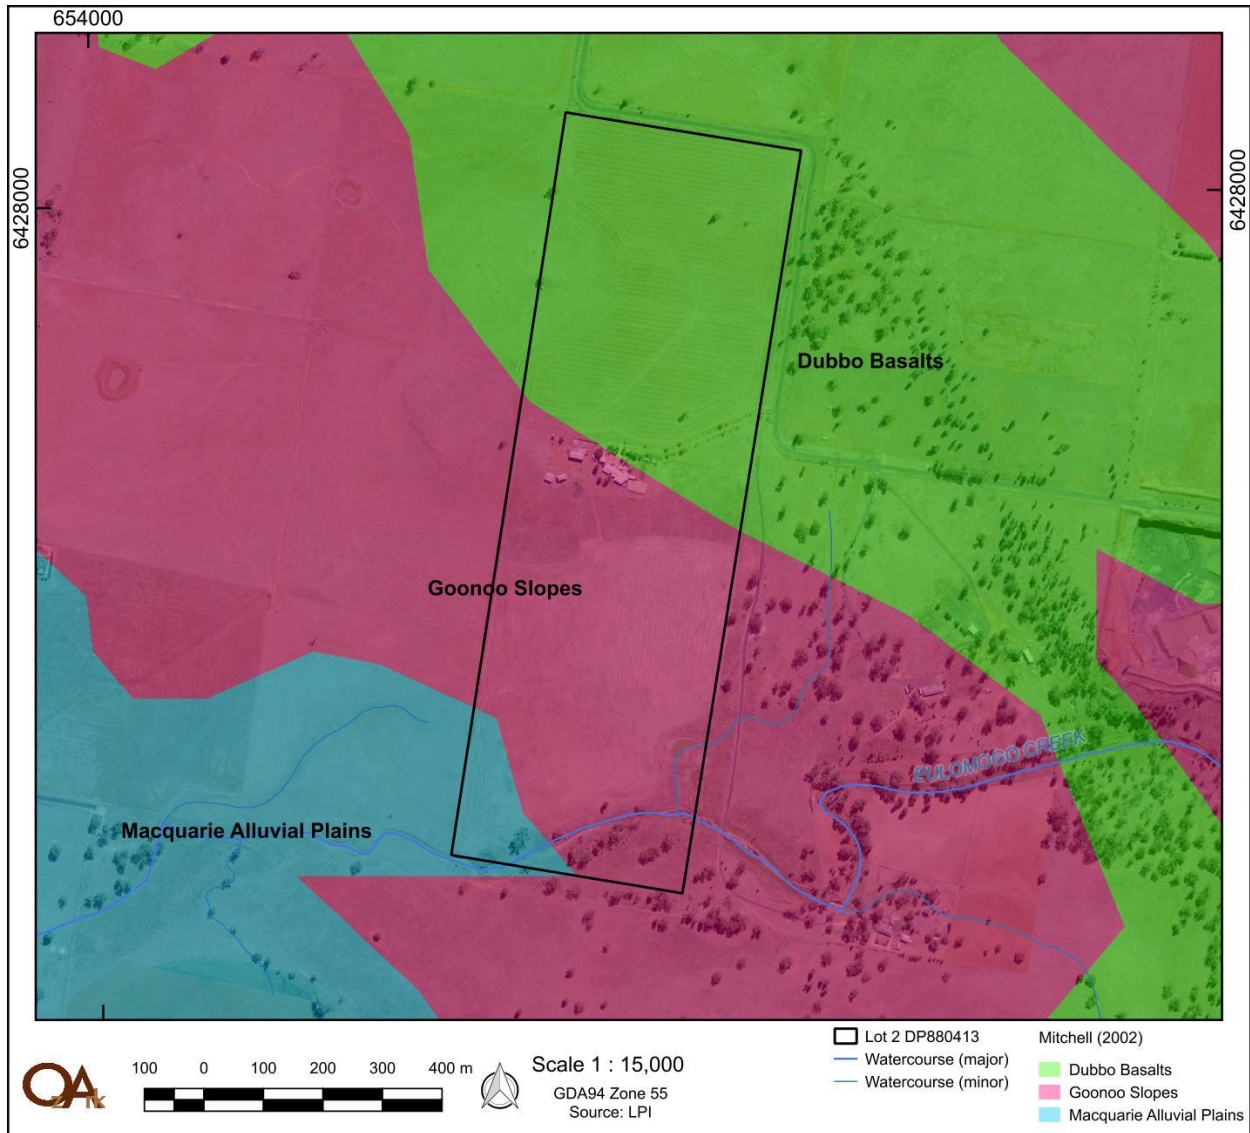 654000
6428000
6428000
Dubbo Basalts
Goonoo Slopes
EULOMOGO CREEK
Macquarie Alluvial Plains
OzArk
100 0 100 200 300 400 m
Scale 1 : 15,000
GDA94 Zone 55
Source: LPI
Lot 2 DP880413
Watercourse (major)
Watercourse (minor)
Mitchell (2002)
Dubbo Basalts
Goonoo Slopes
Macquarie Alluvial Plains